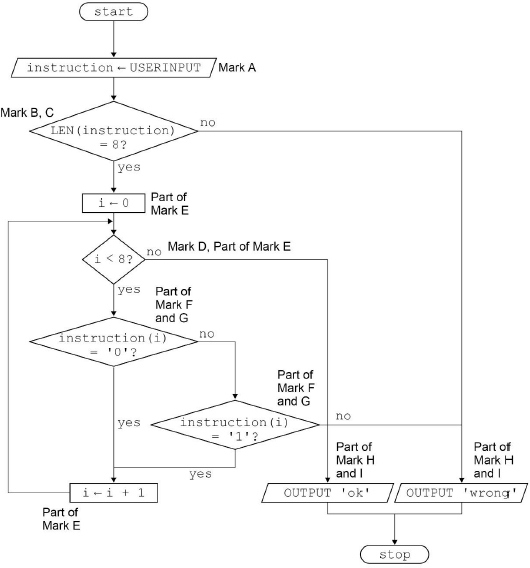 start
instruction ← USERINPUT
Mark A
Mark B, C
LEN(instruction)
= 8?
no
yes
i ← 0
Part of
Mark E
i < 8?
no
Mark D, Part of Mark E
yes
Part of
Mark F
and G
instruction(i)
= '0'?
no
Part of
Mark F
and G
yes
instruction(i)
= '1'?
no
yes
Part of
Mark H
and I
Part of
Mark H
and I
i ← i + 1
OUTPUT 'ok'
OUTPUT 'wrong'
Part of
Mark E
stop